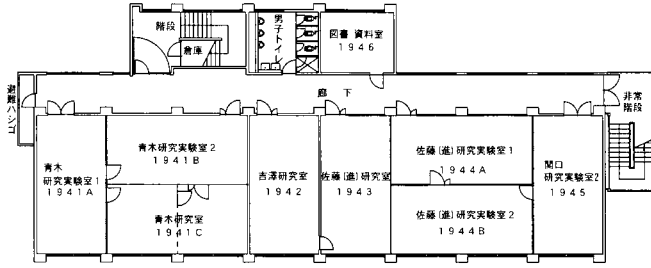 階段
倉庫
男子トイレ
図書 資料室
1946
避難ハシゴ
廊 下
非常
階段
青木
研究実験室1
1941A
青木研究実験室2
1941B
青木研究室
1941C
吉澤研究室
1942
佐藤(進)研究室
1943
佐藤(進)研究実験室1
1944A
佐藤(進)研究実験室2
1944B
関口
研究実験室2
1945